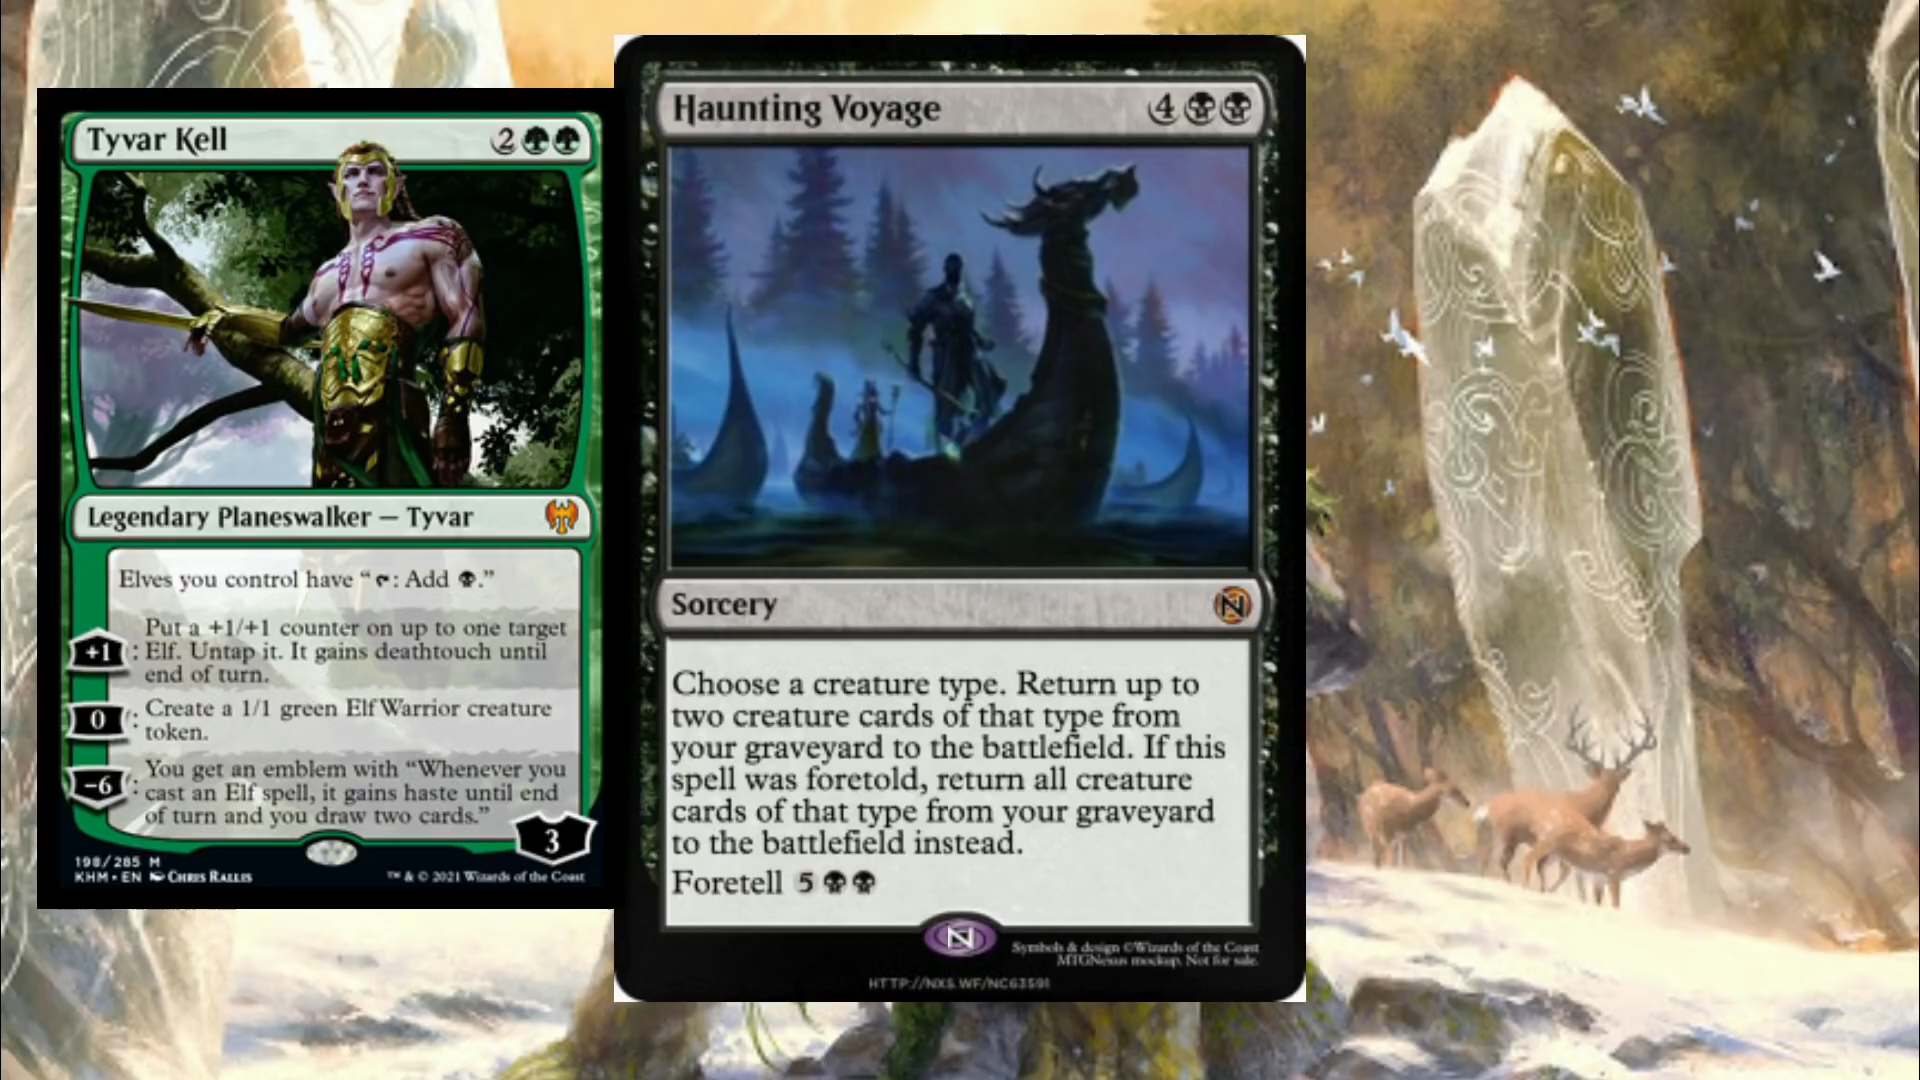 Tyvar Kell
2
Legendary Planeswalker — Tyvar
Elves you control have “: Add .”
+1: Put a +1/+1 counter on up to one target
Elf. Untap it. It gains deathtouch until
end of turn.
0: Create a 1/1 green Elf Warrior creature
token.
−6: You get an emblem with “Whenever you
cast an Elf spell, it gains haste until end
of turn and you draw two cards.”
3
198/285 M
KHM • EN Chris Rallis
™ & © 2021 Wizards of the Coast
Haunting Voyage
4
Sorcery
N
Choose a creature type. Return up to
two creature cards of that type from
your graveyard to the battlefield. If this
spell was foretold, return all creature
cards of that type from your graveyard
to the battlefield instead.
Foretell 5
N
Symbols & design ©Wizards of the Coast
MTGNexus mockup. Not for sale.
HTTP://NXS.WF/NC63591